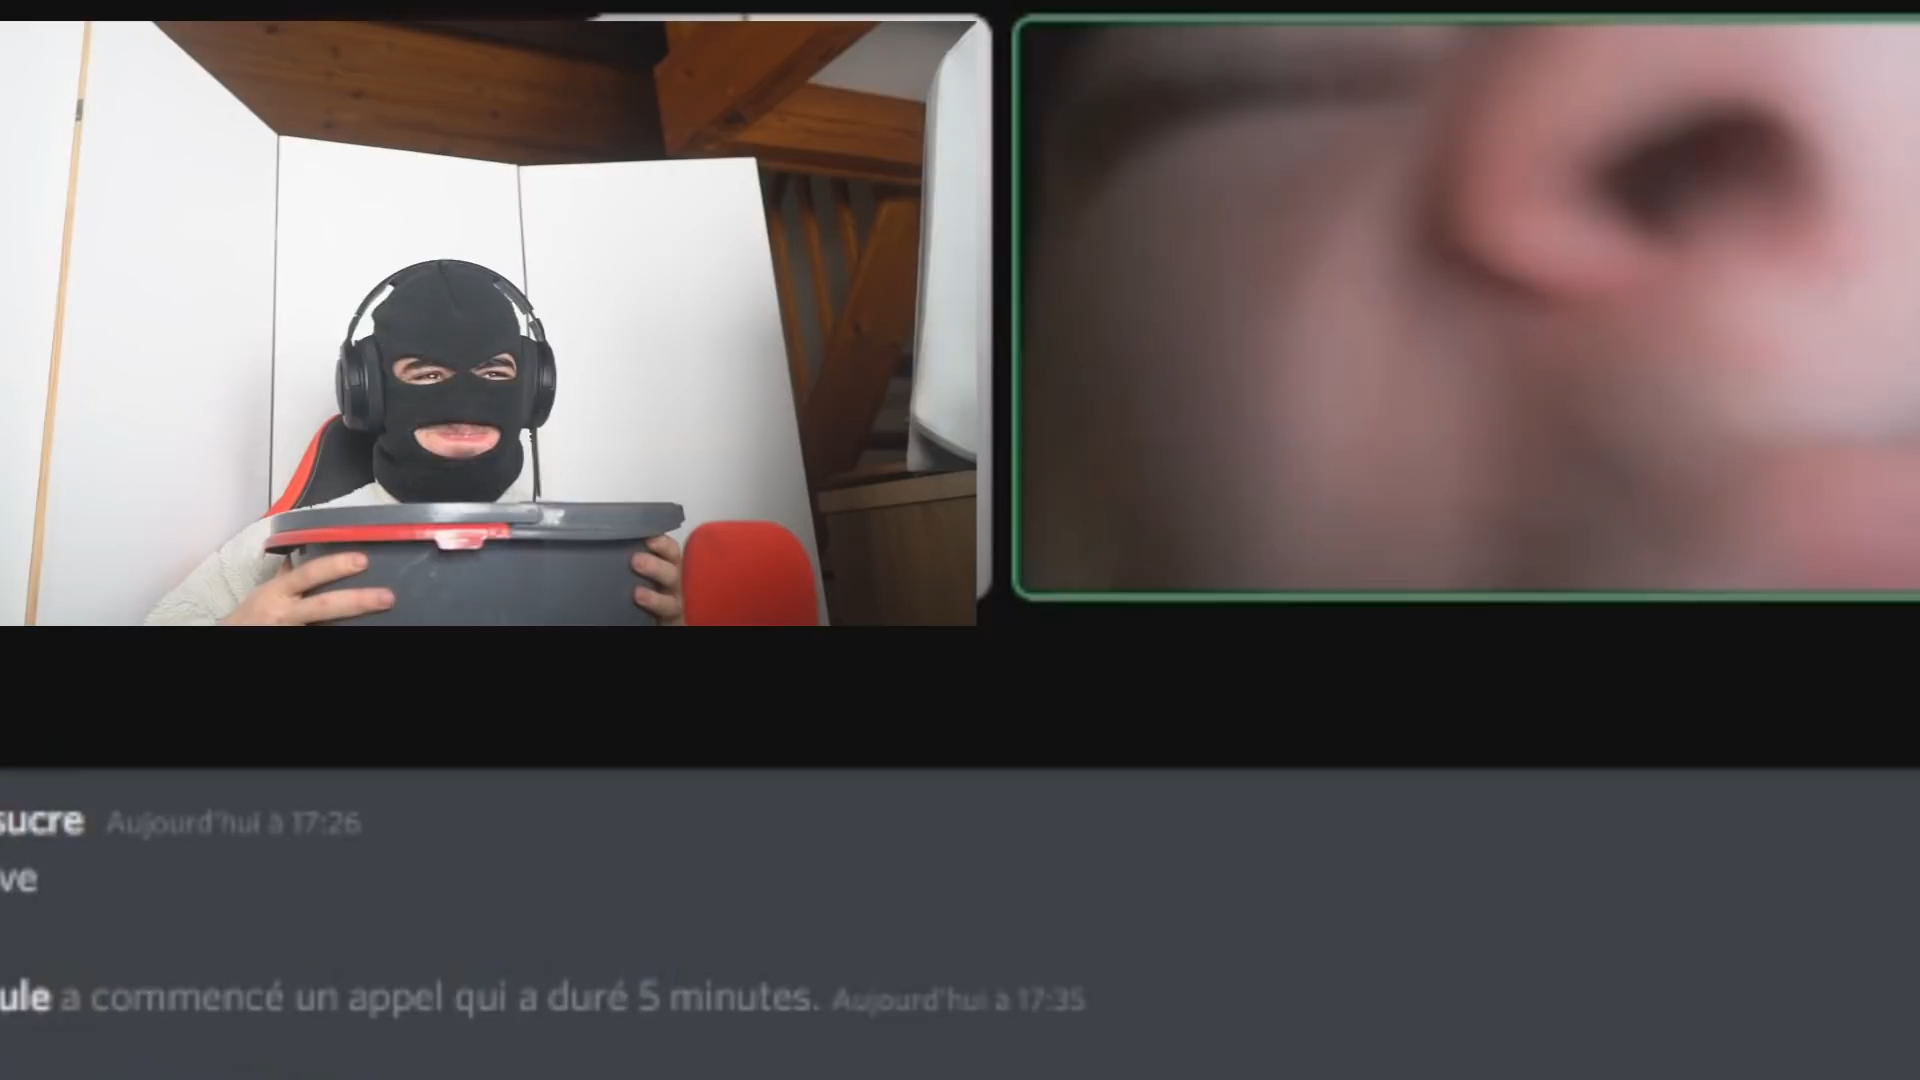 sucre Aujourd'hui à 17:26
ve
ule a commencé un appel qui a duré 5 minutes. Aujourd'hui à 17:35